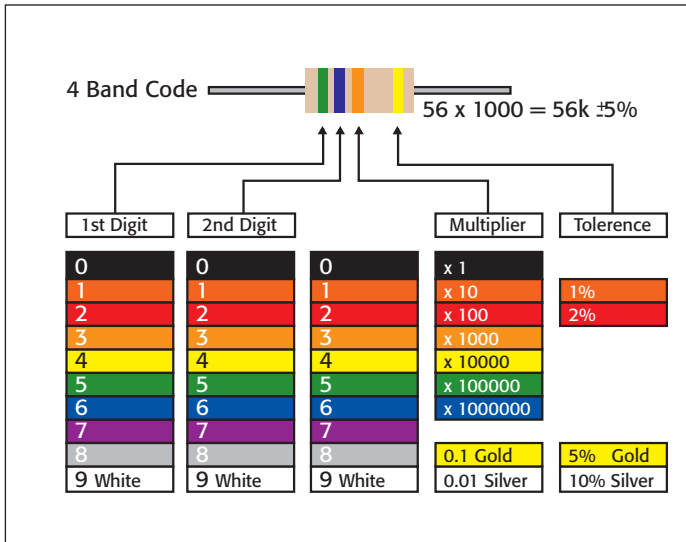 4 Band Code
56 x 1000 = 56k ±5%
1st Digit 2nd Digit Multiplier Tolerence
0 0 0 x 1
1 1 1 x 10 1%
2 2 2 x 100 2%
3 3 3 x 1000
4 4 4 x 10000
5 5 5 x 100000
6 6 6 x 1000000
7 7 7
8 8 8 0.1 Gold 5% Gold
9 White 9 White 9 White 0.01 Silver 10% Silver